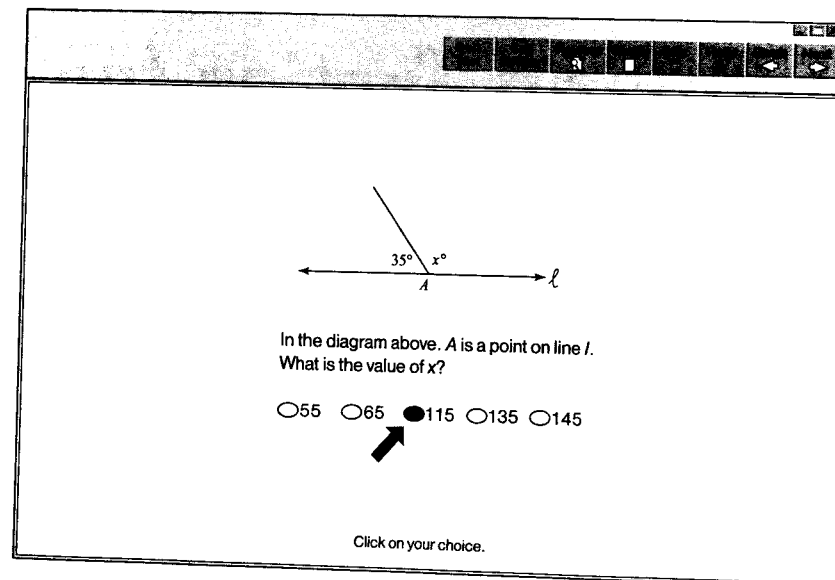 35° x°
A
ℓ
In the diagram above. A is a point on line l.
What is the value of x?
55 65 115 135 145
Click on your choice.